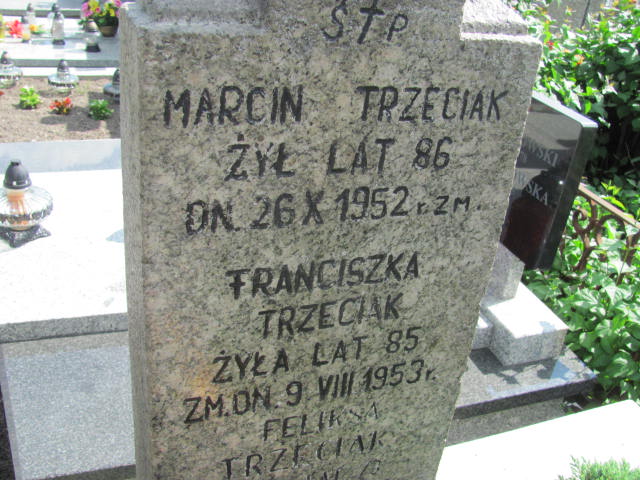 Ś†P
MARCIN TRZECIAK
ŻYŁ LAT 86
DN. 26 X 1952 r. ZM.
FRANCISZKA
TRZECIAK
ŻYŁA LAT 85
ZM. DN. 9 VIII 1953 r.
FELIKSA
TRZECIAK